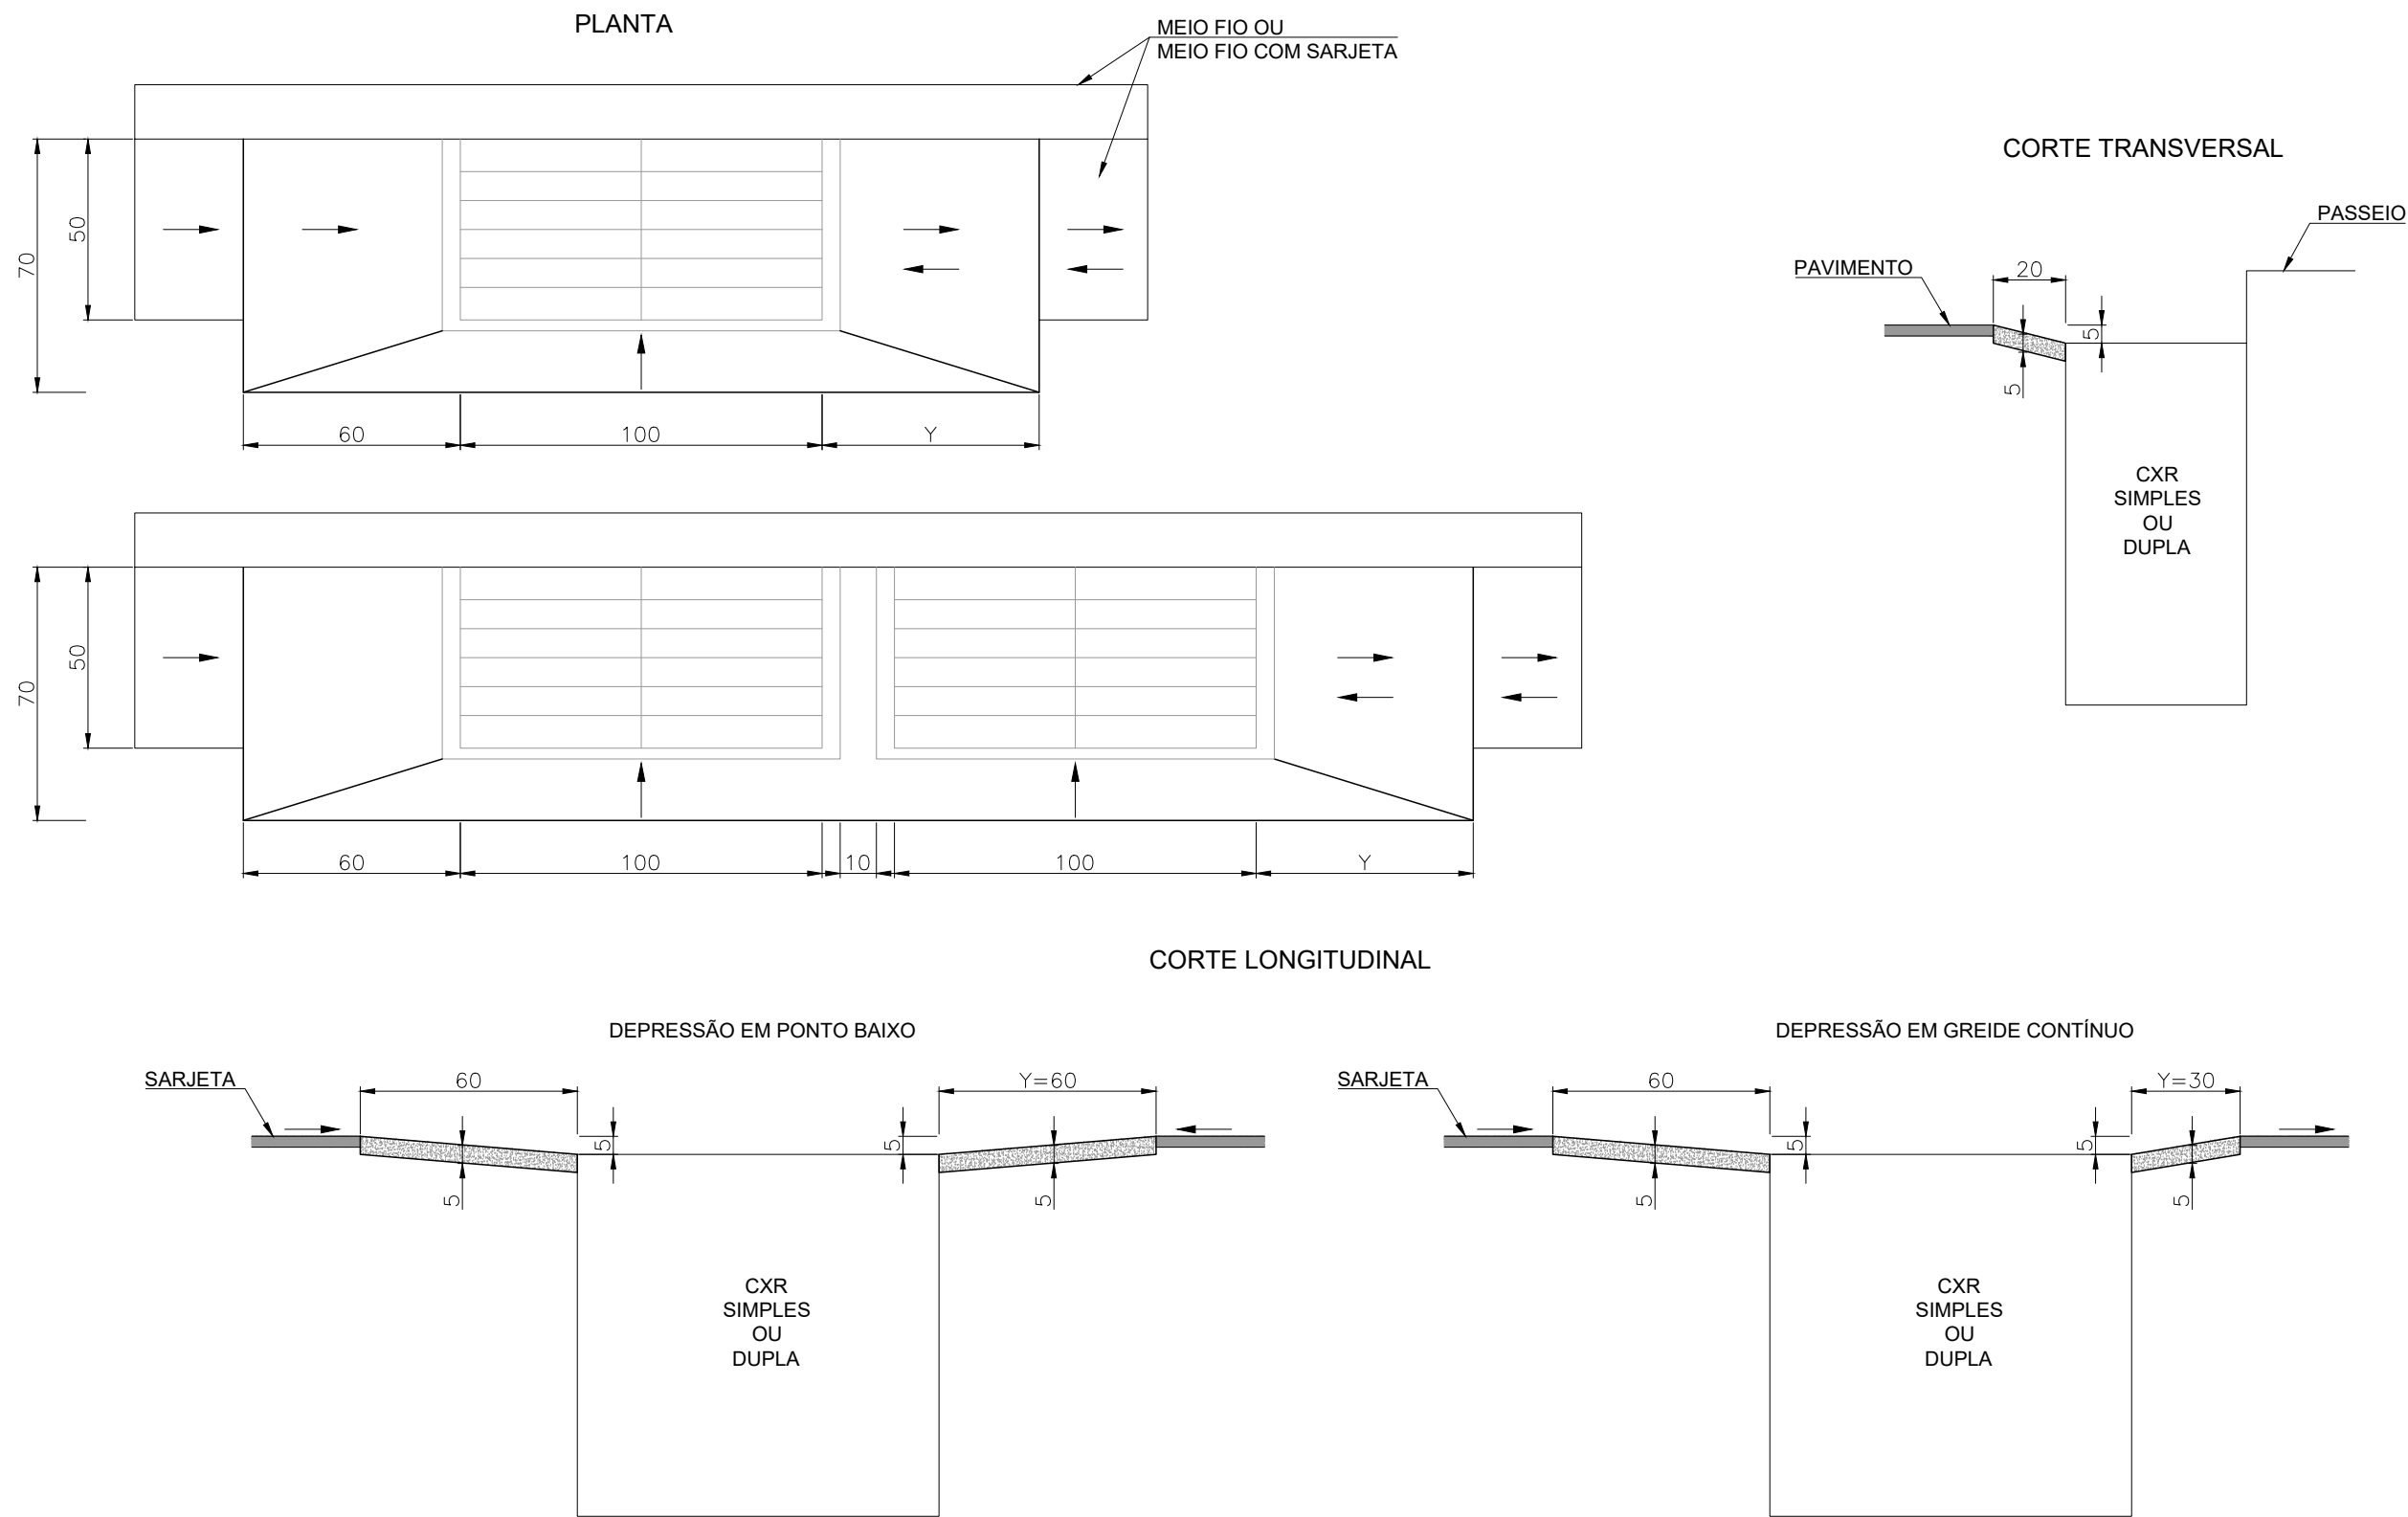 PLANTA
MEIO FIO OU
MEIO FIO COM SARJETA
50
70
60
100
Y
CORTE TRANSVERSAL
PASSEIO
PAVIMENTO
20
5
5
CXR
SIMPLES
OU
DUPLA
50
70
60
100
10
100
Y
CORTE LONGITUDINAL
DEPRESSÃO EM PONTO BAIXO
SARJETA
60
Y=60
5
5
5
5
CXR
SIMPLES
OU
DUPLA
DEPRESSÃO EM GREIDE CONTÍNUO
SARJETA
60
Y=30
5
5
5
5
CXR
SIMPLES
OU
DUPLA